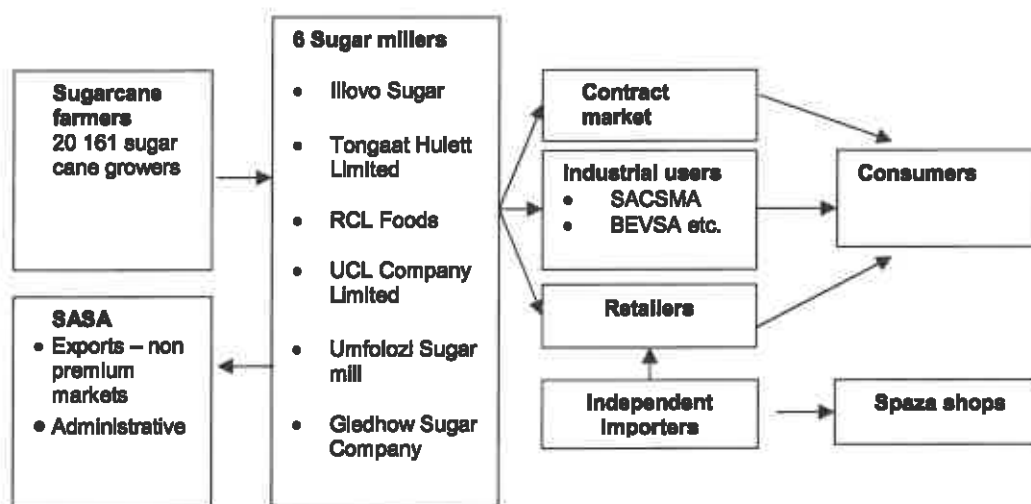 Sugarcane
farmers
20 161 sugar
cane growers
SASA
• Exports – non
premium
markets
• Administrative
6 Sugar millers
• Illovo Sugar
• Tongaat Hulett
Limited
• RCL Foods
• UCL Company
Limited
• Umfolozi Sugar
mill
• Gledhow Sugar
Company
Contract
market
Industrial users
• SACSMA
• BEVSA etc.
Retailers
Independent
Importers
Consumers
Spaza shops